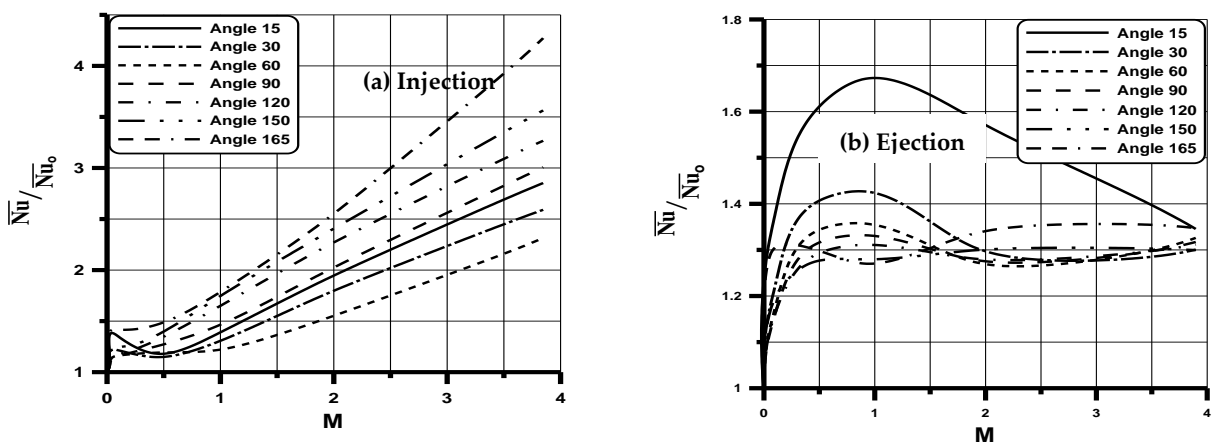 (a) Injection
Angle 15
Angle 30
Angle 60
Angle 90
Angle 120
Angle 150
Angle 165
Nu/Nuo
4
3
2
1
0
1
2
3
4
M
(b) Ejection
Angle 15
Angle 30
Angle 60
Angle 90
Angle 120
Angle 150
Angle 165
Nu/Nuo
1.8
1.6
1.4
1.2
1
0
1
2
3
4
M